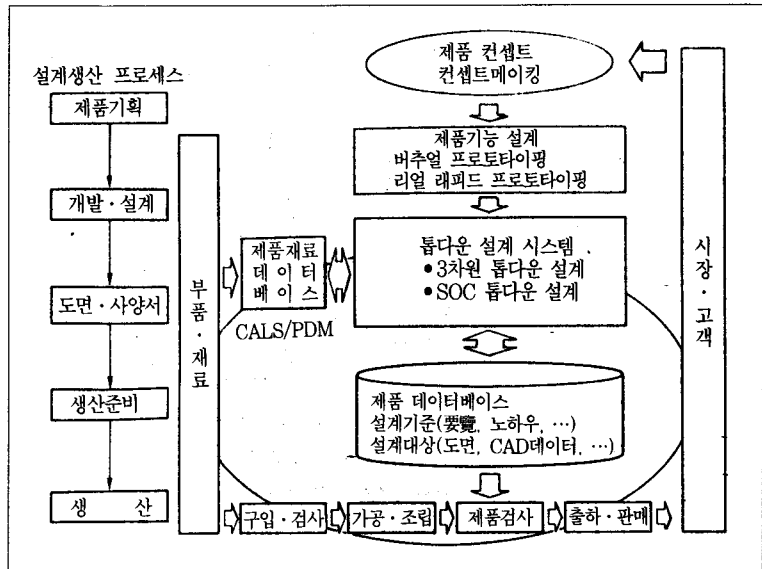 설계생산 프로세스
제품기획
개발·설계
도면·사양서
생산준비
생 산
부품·재료
제품재료
데이터
베이스
CALS/PDM
제품 컨셉트
컨셉트메이킹
제품기능 설계
버추얼 프로토타이핑
리얼 래피드 프로토타이핑
톱다운 설계 시스템
•3차원 톱다운 설계
•SOC 톱다운 설계
제품 데이터베이스
설계기준(要覽, 노하우, …)
설계대상(도면, CAD데이터, …)
구입·검사
가공·조립
제품검사
출하·판매
시장·고객